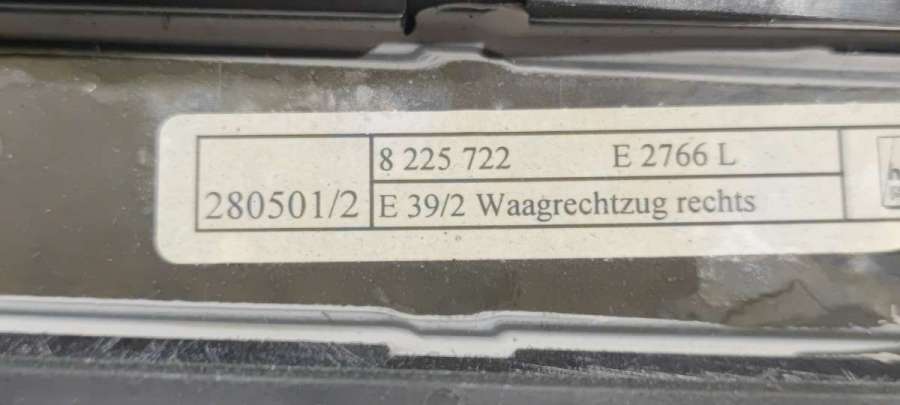 8 225 722 E 2766 L
280501/2 E 39/2 Waagrechtzug rechts